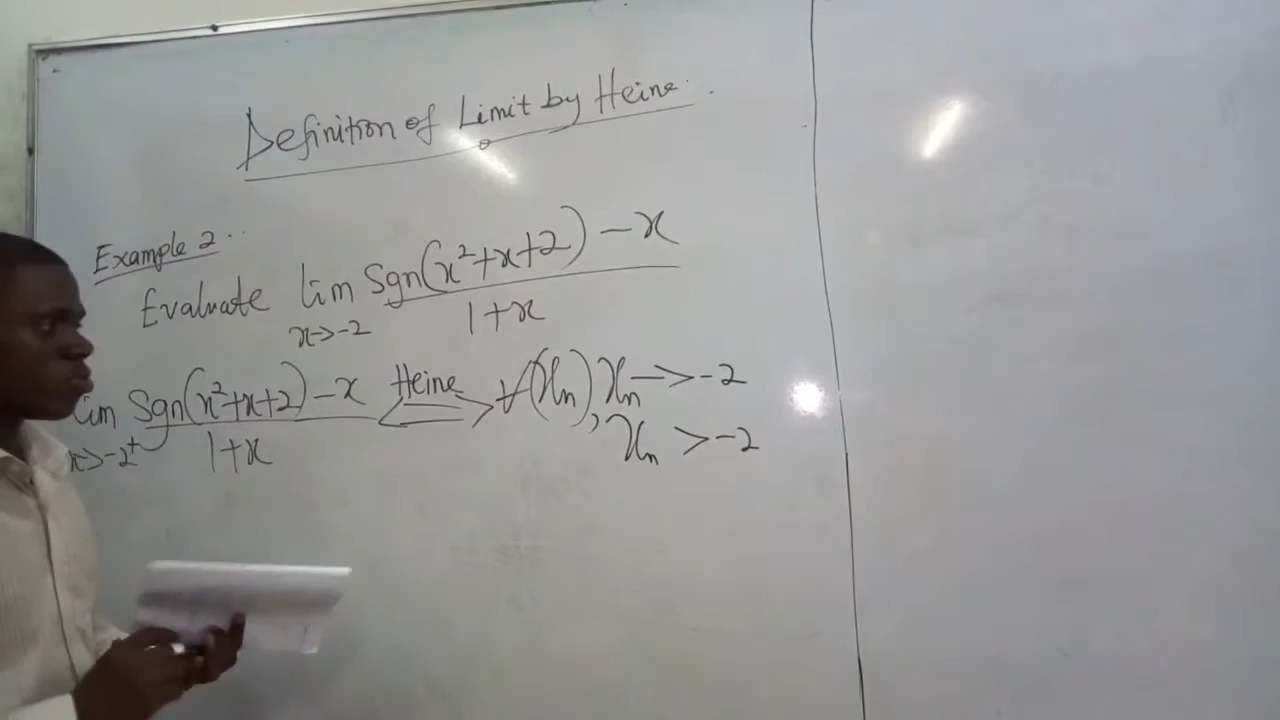 Definition of Limit by Heine.
Example 2..
Evaluate lim Sgn(x²+x+2) - x
x->-2 1+x
lim Sgn(x²+x+2) - x Heine <=> ∀(xₙ), xₙ -> -2
x->-2⁺ 1+x xₙ > -2